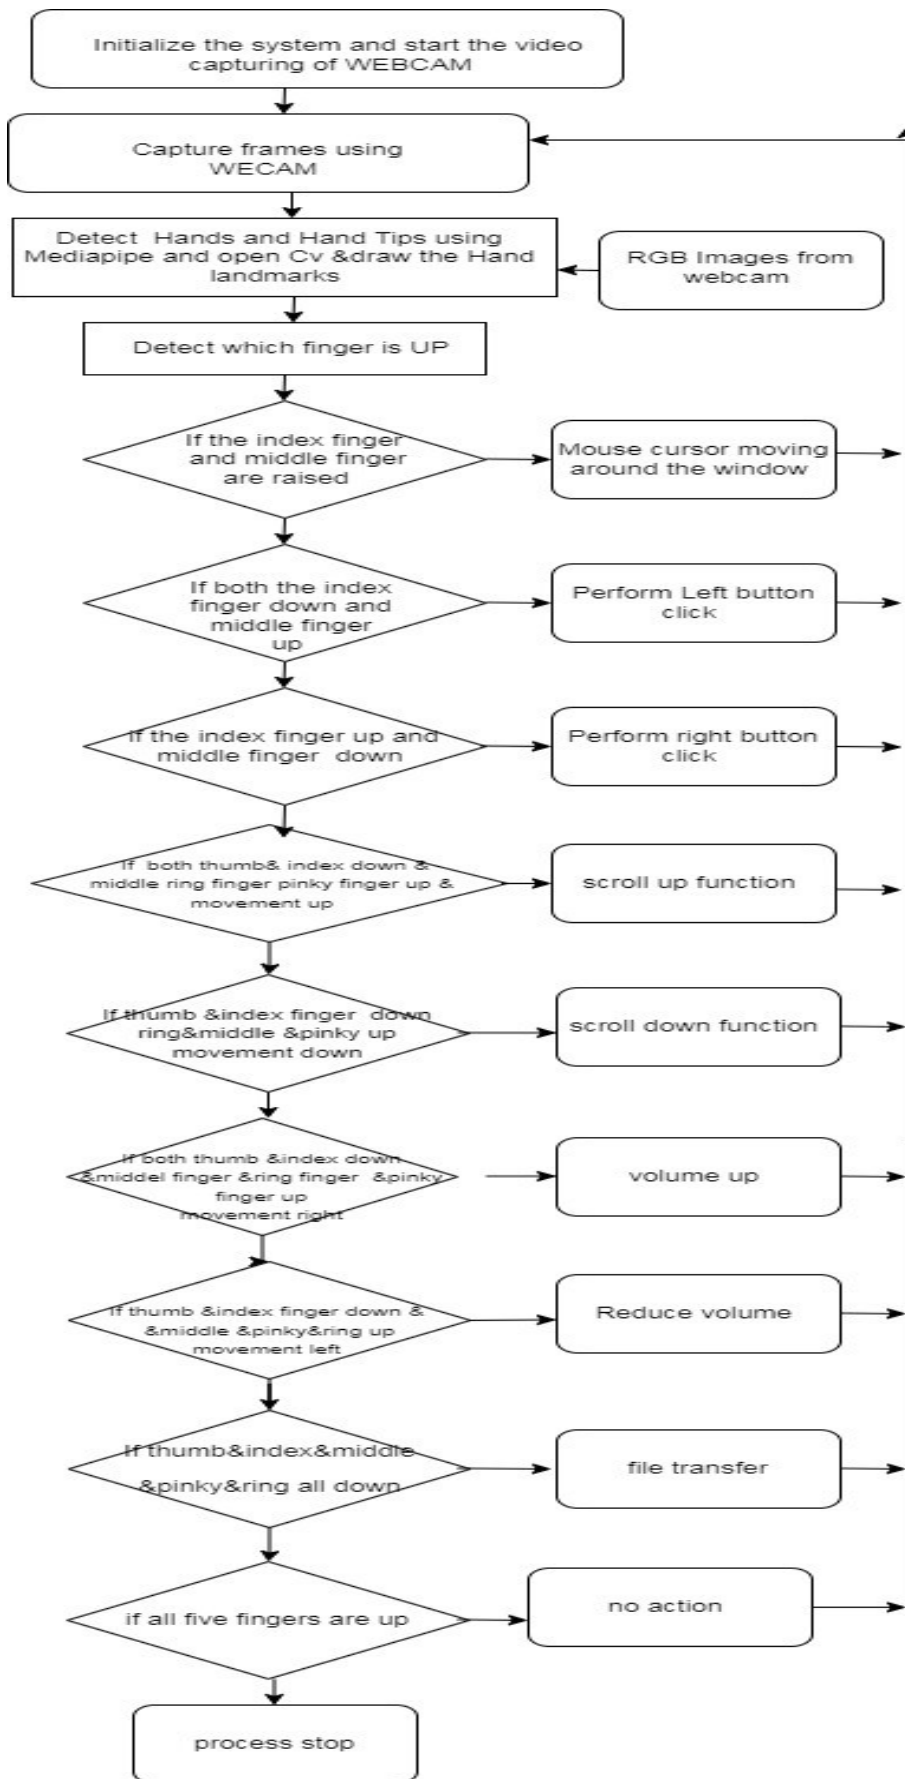 Initialize the system and start the video
capturing of WEBCAM
Capture frames using
WECAM
Detect Hands and Hand Tips using
Mediapipe and open Cv &draw the Hand
landmarks
RGB Images from
webcam
Detect which finger is UP
If the index finger
and middle finger
are raised
Mouse cursor moving
around the window
If both the index
finger down and
middle finger
up
Perform Left button
click
If the index finger up and
middle finger down
Perform right button
click
If both thumb& index down &
middle ring finger pinky finger up &
movement up
scroll up function
If thumb &index finger down
ring&middle &pinky up
movement down
scroll down function
If both thumb &index down
&middel finger &ring finger &pinky
finger up
movement right
volume up
If thumb &index finger down &
&middle &pinky&ring up
movement left
Reduce volume
If thumb&index&middle
&pinky&ring all down
file transfer
if all five fingers are up
no action
process stop